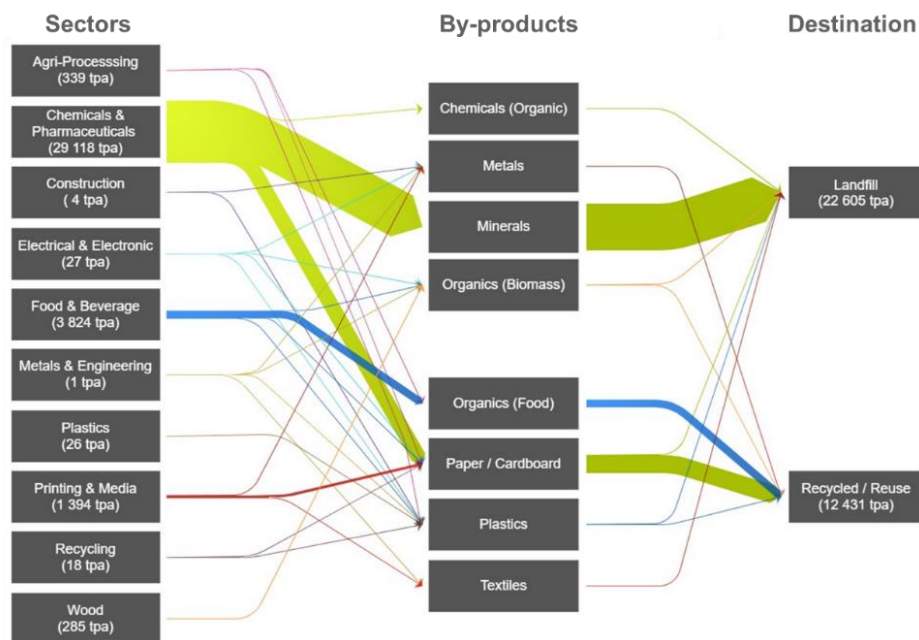 Sectors
By-products
Destination
Agri-Processsing
(339 tpa)
Chemicals &
Pharmaceuticals
(29 118 tpa)
Construction
( 4 tpa)
Electrical & Electronic
(27 tpa)
Food & Beverage
(3 824 tpa)
Metals & Engineering
(1 tpa)
Plastics
(26 tpa)
Printing & Media
(1 394 tpa)
Recycling
(18 tpa)
Wood
(285 tpa)
Chemicals (Organic)
Metals
Minerals
Organics (Biomass)
Organics (Food)
Paper / Cardboard
Plastics
Textiles
Landfill
(22 605 tpa)
Recycled / Reuse
(12 431 tpa)